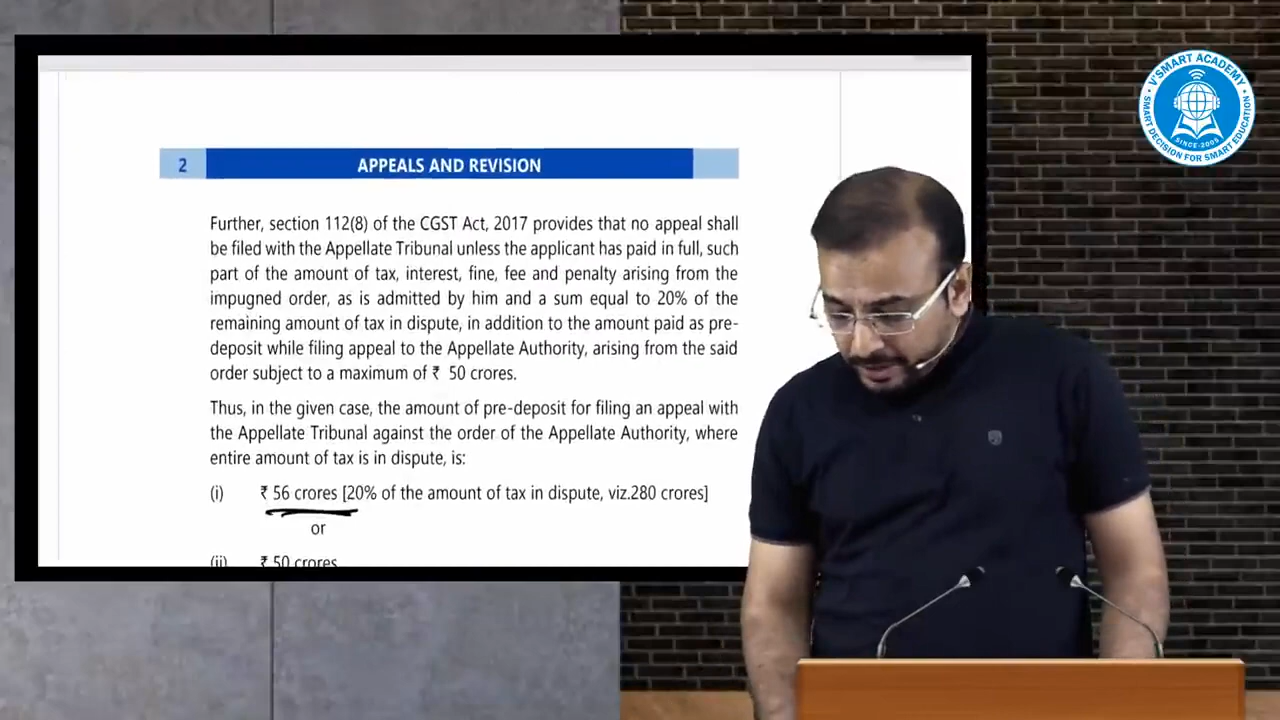 2 APPEALS AND REVISION
Further, section 112(8) of the CGST Act, 2017 provides that no appeal shall
be filed with the Appellate Tribunal unless the applicant has paid in full, such
part of the amount of tax, interest, fine, fee and penalty arising from the
impugned order, as is admitted by him and a sum equal to 20% of the
remaining amount of tax in dispute, in addition to the amount paid as pre-
deposit while filing appeal to the Appellate Authority, arising from the said
order subject to a maximum of ₹ 50 crores.
Thus, in the given case, the amount of pre-deposit for filing an appeal with
the Appellate Tribunal against the order of the Appellate Authority, where
entire amount of tax is in dispute, is:
(i) ₹ 56 crores [20% of the amount of tax in dispute, viz.280 crores]
or
(ii) ₹ 50 crores
V'SMART ACADEMY
SMART DECISION FOR SMART EDUCATION
SINCE-2005